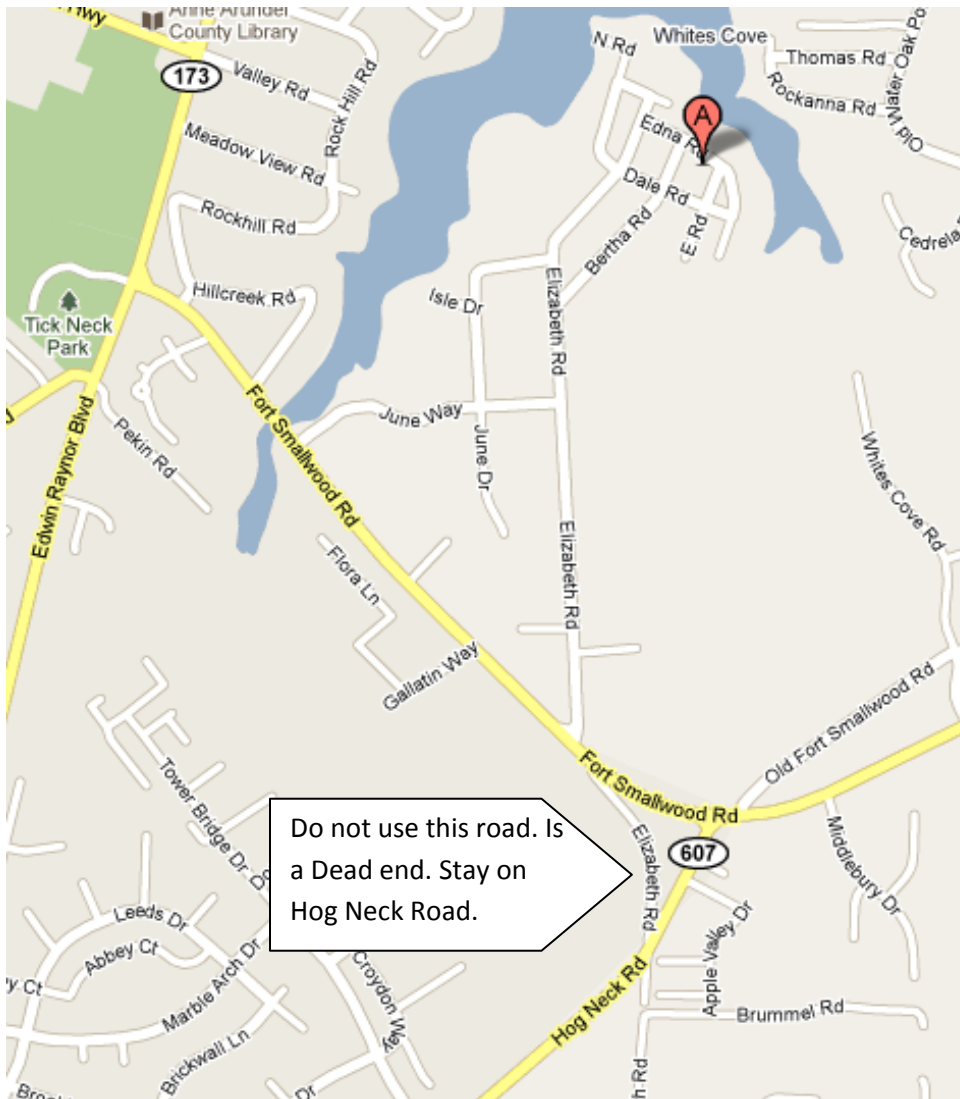 Anne Arundel
County Library
Hwy
173
Valley Rd
Rock Hill Rd
Meadow View Rd
Rockhill Rd
Hillcreek Rd
Tick Neck
Park
N Rd
Whites Cove
Thomas Rd
Rockanna Rd
Old Water Oak
Edna Rd
A
Dale Rd
Bertha Rd
E Rd
Isle Dr
Elizabeth Rd
June Way
June Dr
Fort Smallwood Rd
Pekin Rd
Edwin Raynor Blvd
Whites Cove Rd
Elizabeth Rd
Flora Ln
Gallatin Way
Old Fort Smallwood Rd
Fort Smallwood Rd
Tower Bridge Dr
Do not use this road. Is
a Dead end. Stay on
Hog Neck Road.
Elizabeth Rd
607
Middlebury Dr
Apple Valley Dr
Leeds Dr
Abbey Ct
Marble Arch Dr
Croydon Way
Brickwall Ln
Hog Neck Rd
Brummel Rd
Dr